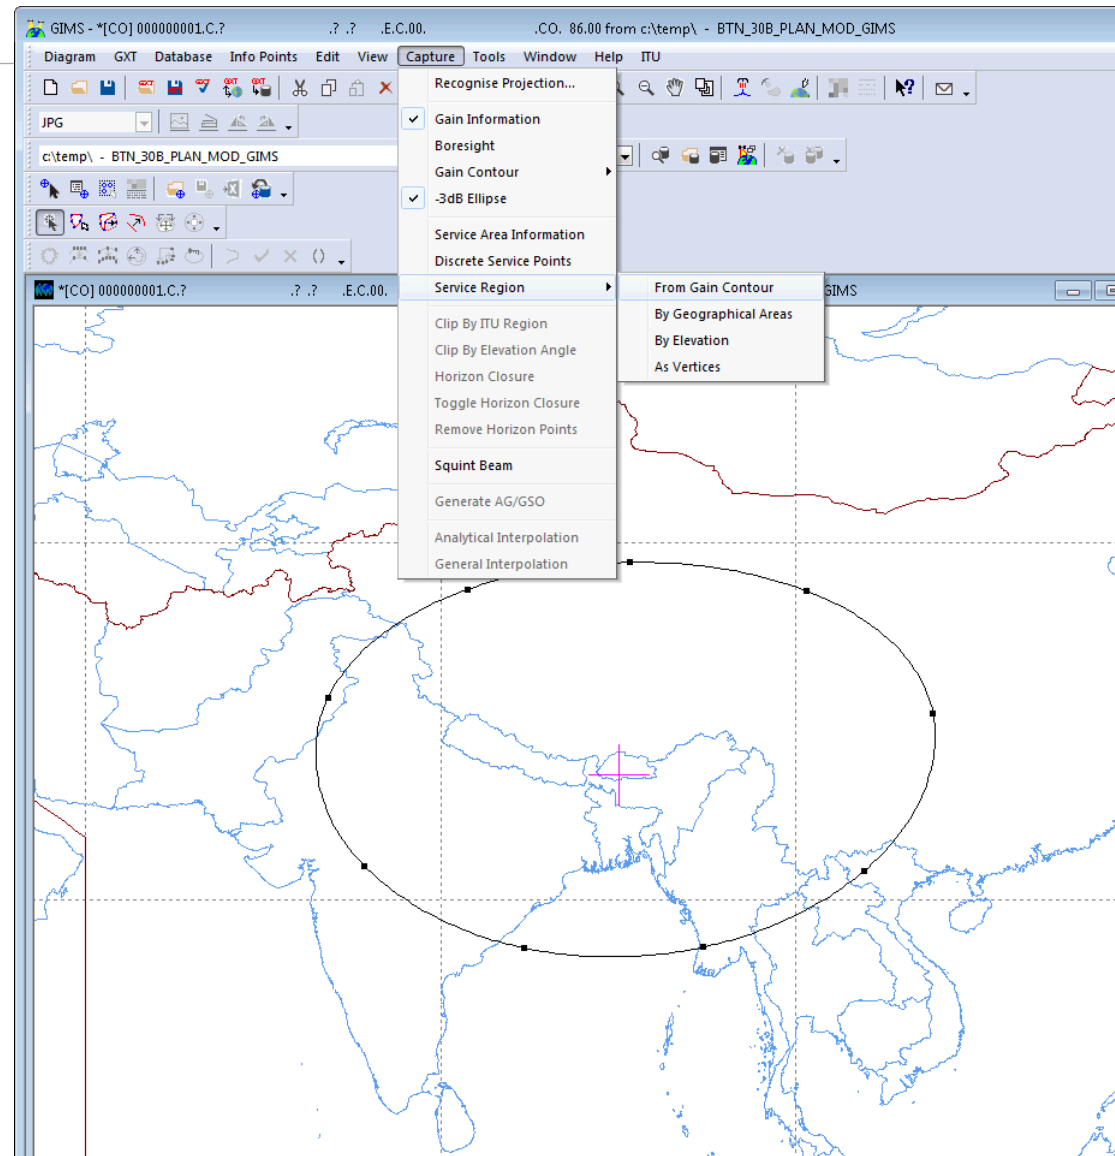 GIMS - *[CO] 000000001.C.? .? .? .E.C.00. .CO. 86.00 from c:\temp\ - BTN_30B_PLAN_MOD_GIMS
Diagram GXT Database Info Points Edit View Capture Tools Window Help ITU
Recognise Projection...
JPG
Gain Information
Boresight
c:\temp\ - BTN_30B_PLAN_MOD_GIMS
Gain Contour
-3dB Ellipse
Service Area Information
Discrete Service Points
*[CO] 000000001.C.? .? .? .E.C.00. Service Region From Gain Contour GIMS
By Geographical Areas
Clip By ITU Region
By Elevation
Clip By Elevation Angle
As Vertices
Horizon Closure
Toggle Horizon Closure
Remove Horizon Points
Squint Beam
Generate AG/GSO
Analytical Interpolation
General Interpolation